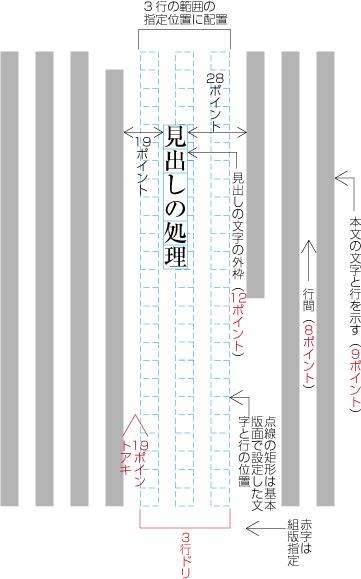 3行の範囲の
指定位置に配置
28
ポイント
19
ポイント
見出しの処理
見出しの文字の外枠（12ポイント）
本文の文字と行を示す（9ポイント）
行間（8ポイント）
点線の矩形は基本
版面で設定した文
字と行の位置
19ポイン
トアキ
赤字は
組版指定
3行ドリ